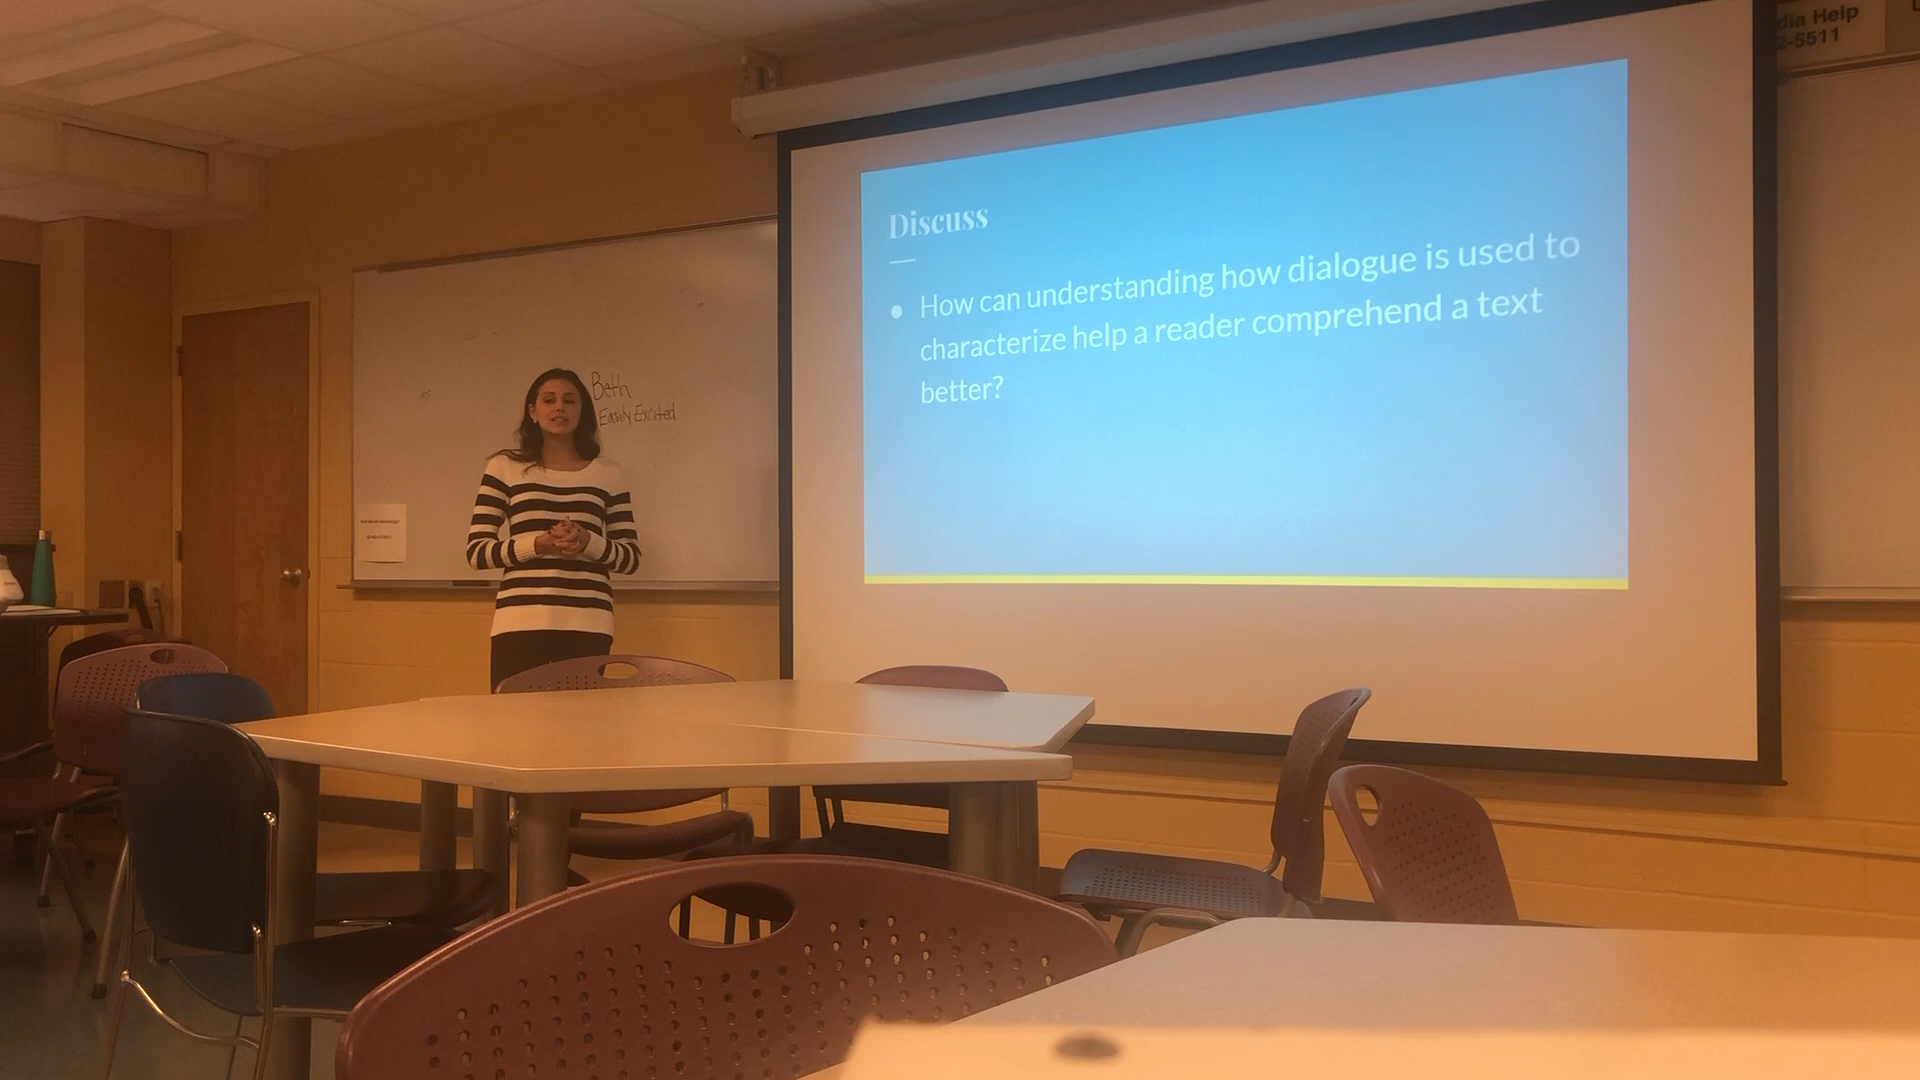 dia Help
2-5511
Discuss
How can understanding how dialogue is used to
characterize help a reader comprehend a text
better?
Beth
Easily Excited